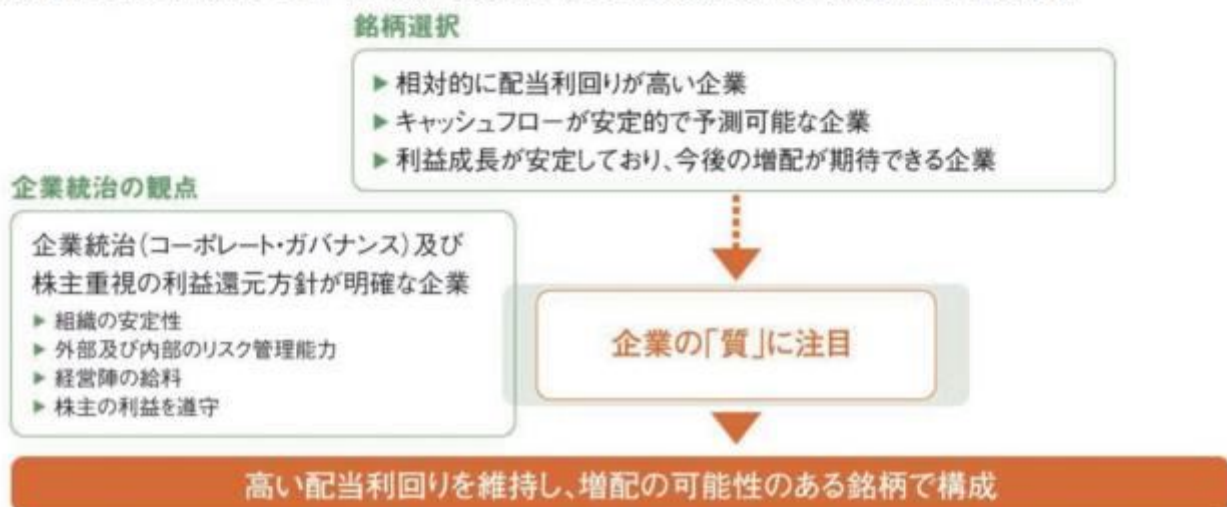 銘柄選択
▶ 相対的に配当利回りが高い企業
▶ キャッシュフローが安定的で予測可能な企業
▶ 利益成長が安定しており、今後の増配が期待できる企業
企業統治の観点
企業統治(コーポレート・ガバナンス)及び
株主重視の利益還元方針が明確な企業
▶ 組織の安定性
▶ 外部及び内部のリスク管理能力
▶ 経営陣の給料
▶ 株主の利益を遵守
企業の「質」に注目
高い配当利回りを維持し、増配の可能性のある銘柄で構成